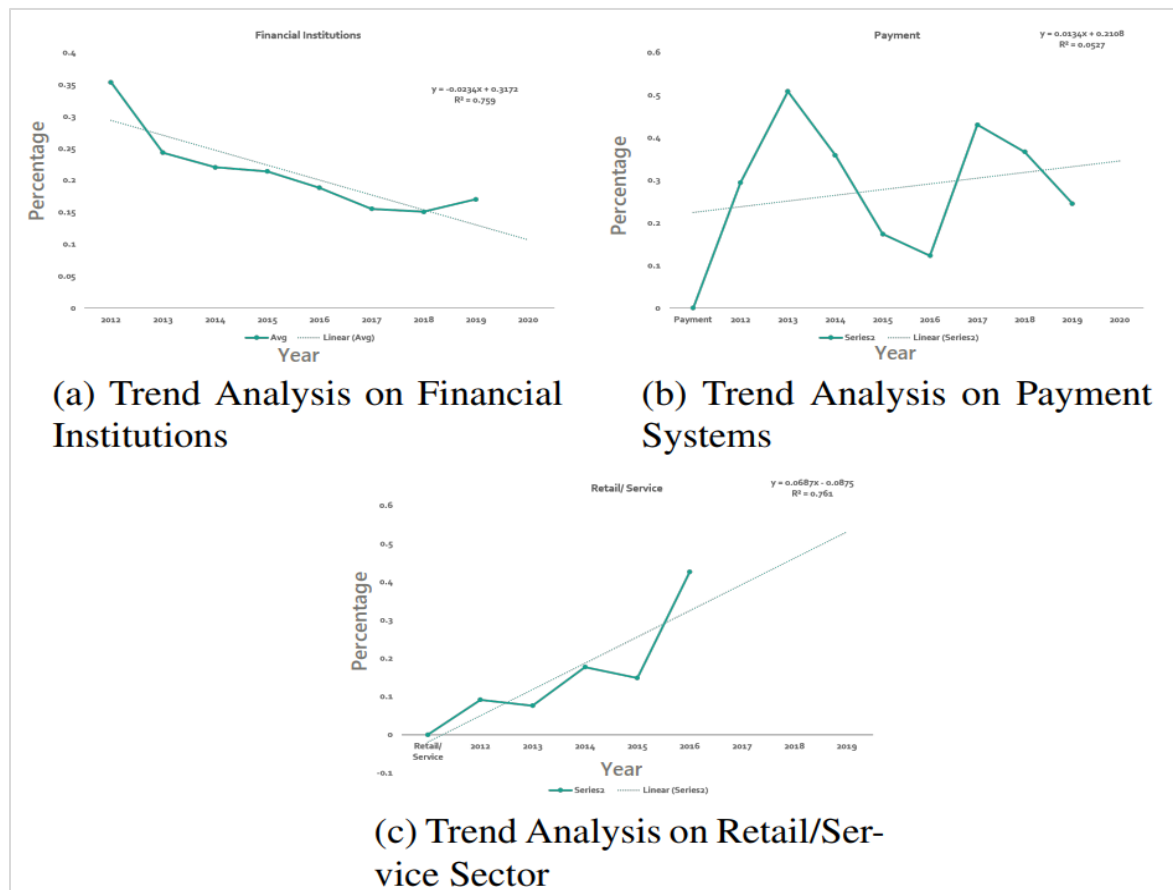 Financial Institutions
0.4
0.35
0.3
0.25
0.2
0.15
0.1
0.05
0
Percentage
y = -0.0234x + 0.3172
R² = 0.759
2012 2013 2014 2015 2016 2017 2018 2019 2020
Avg Linear (Avg)
Year
(a) Trend Analysis on Financial
Institutions
Payment
0.6
0.5
0.4
0.3
0.2
0.1
0
Percentage
y = 0.0134x + 0.2108
R² = 0.0527
Payment 2012 2013 2014 2015 2016 2017 2018 2019 2020
Series2 Linear (Series2)
Year
(b) Trend Analysis on Payment
Systems
Retail/ Service
0.6
0.5
0.4
0.3
0.2
0.1
0
-0.1
Percentage
y = 0.0687x - 0.0875
R² = 0.761
Retail/ 2012 2013 2014 2015 2016 2017 2018 2019
Service
Year
Series2 Linear (Series2)
(c) Trend Analysis on Retail/Ser-
vice Sector